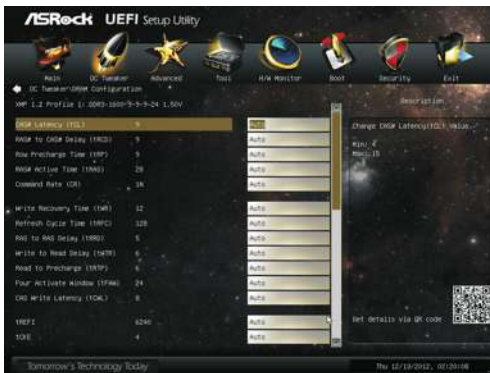 ASRock UEFI Setup Utility
Main OC Tweaker Advanced Tool H/W Monitor Boot Security Exit
OC Tweaker\DRAM Configuration
Description
XMP 1.2 Profile 1: DDR3-1600 9-9-9-24 1.50V
CAS# Latency (tCL) 9 Auto
Change CAS# Latency(tCL) Value.
RAS# to CAS# Delay (tRCD) 9 Auto
Min: 4
Row Precharge Time (tRP) 9 Auto
Max: 15
RAS# Active Time (tRAS) 28 Auto
Command Rate (CR) 1N Auto
Write Recovery Time (tWR) 12 Auto
Refresh Cycle Time (tRFC) 128 Auto
RAS to RAS Delay (tRRD) 5 Auto
Write to Read Delay (tWTR) 6 Auto
Read to Precharge (tRTP) 6 Auto
Four Activate Window (tFAW) 24 Auto
CAS Write Latency (tCWL) 8 Auto
tREFI 6240 Auto
Get details via QR code
tCKE 4 Auto
Tomorrow's Technology Today
Thu 12/13/2012, 02:20:08